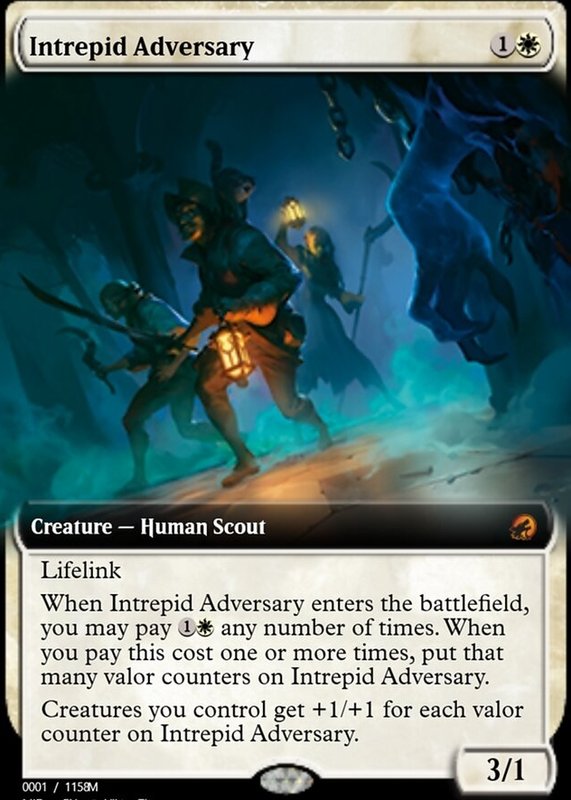 Intrepid Adversary 1
Creature — Human Scout
Lifelink
When Intrepid Adversary enters the battlefield,
you may pay 1 any number of times. When
you pay this cost one or more times, put that
many valor counters on Intrepid Adversary.
Creatures you control get +1/+1 for each valor
counter on Intrepid Adversary.
3/1
0001 / 1158M